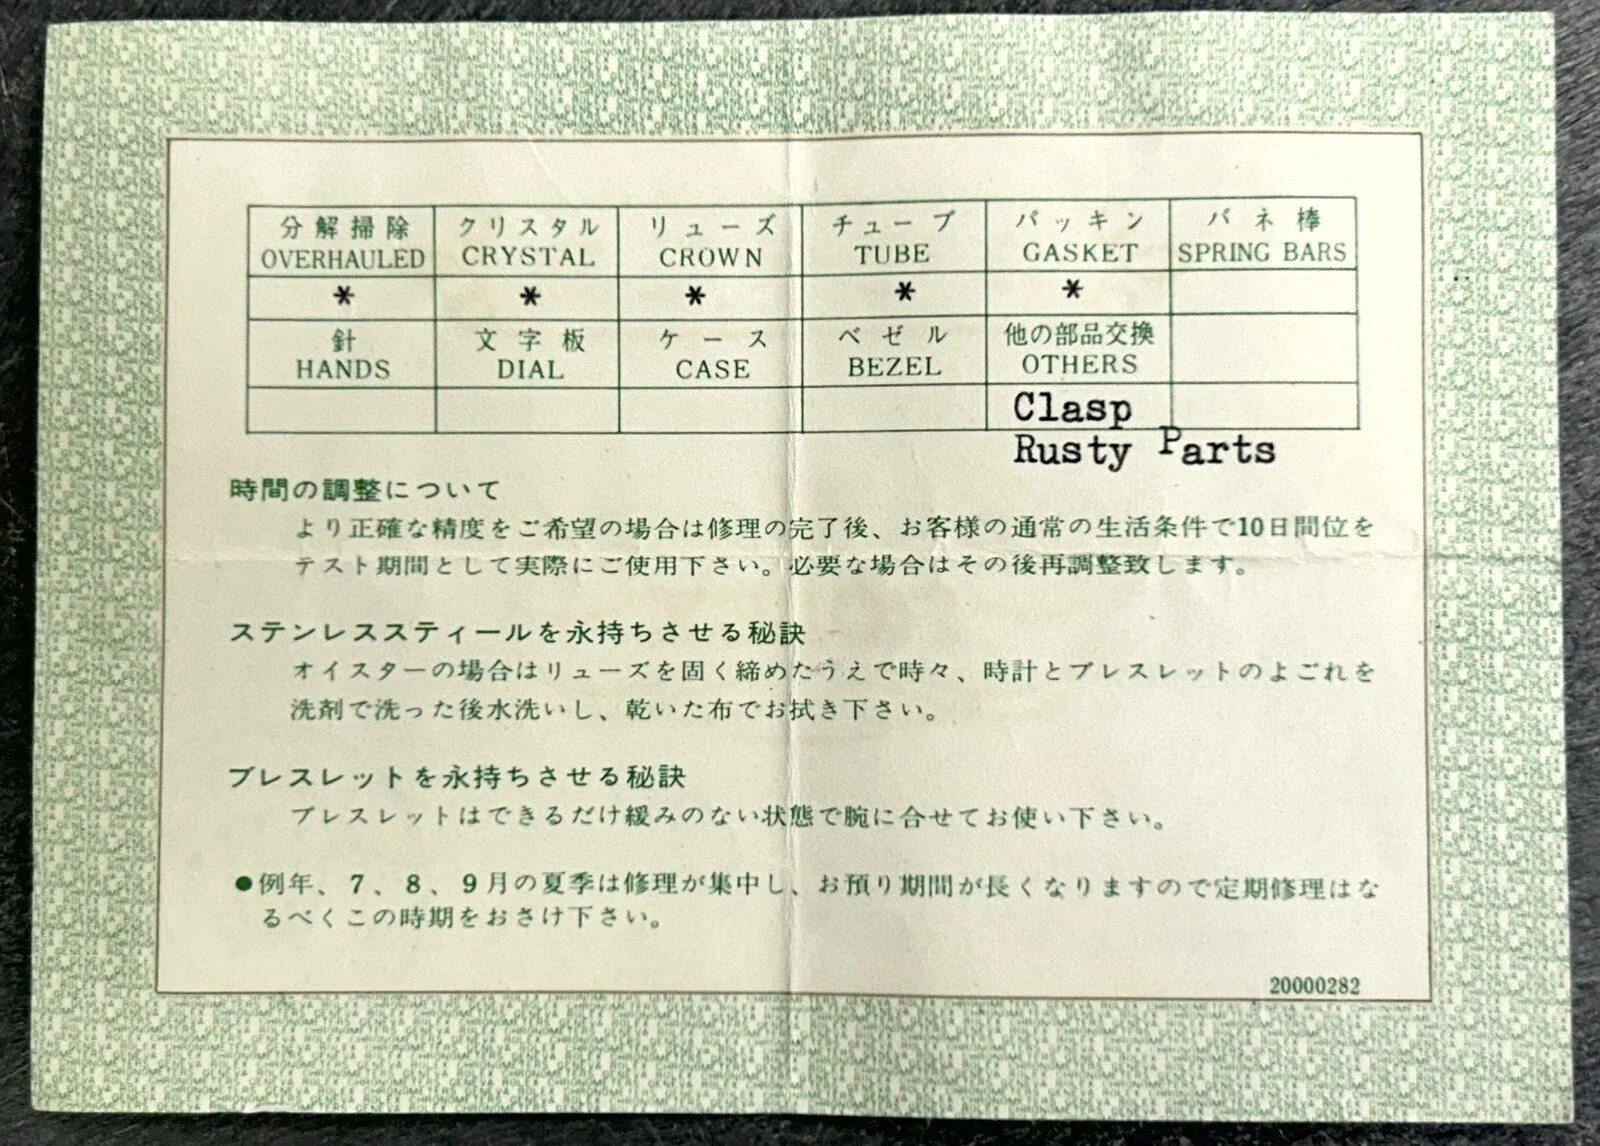 分解掃除 クリスタル リューズ チューブ パッキン バネ棒
OVERHAULED CRYSTAL CROWN TUBE GASKET SPRING BARS
* * * * *
針 文字板 ケース ベゼル 他の部品交換
HANDS DIAL CASE BEZEL OTHERS
Clasp
Rusty Parts
時間の調整について
より正確な精度をご希望の場合は修理の完了後、お客様の通常の生活条件で10日間位を
テスト期間として実際にご使用下さい。必要な場合はその後再調整致します。
ステンレススティールを永持ちさせる秘訣
オイスターの場合はリューズを固く締めたうえで時々、時計とブレスレットのよごれを
洗剤で洗った後水洗いし、乾いた布でお拭き下さい。
ブレスレットを永持ちさせる秘訣
ブレスレットはできるだけ緩みのない状態で腕に合せてお使い下さい。
●例年、7、8、9月の夏季は修理が集中し、お預り期間が長くなりますので定期修理はな
るべくこの時期をおさけ下さい。
20000282